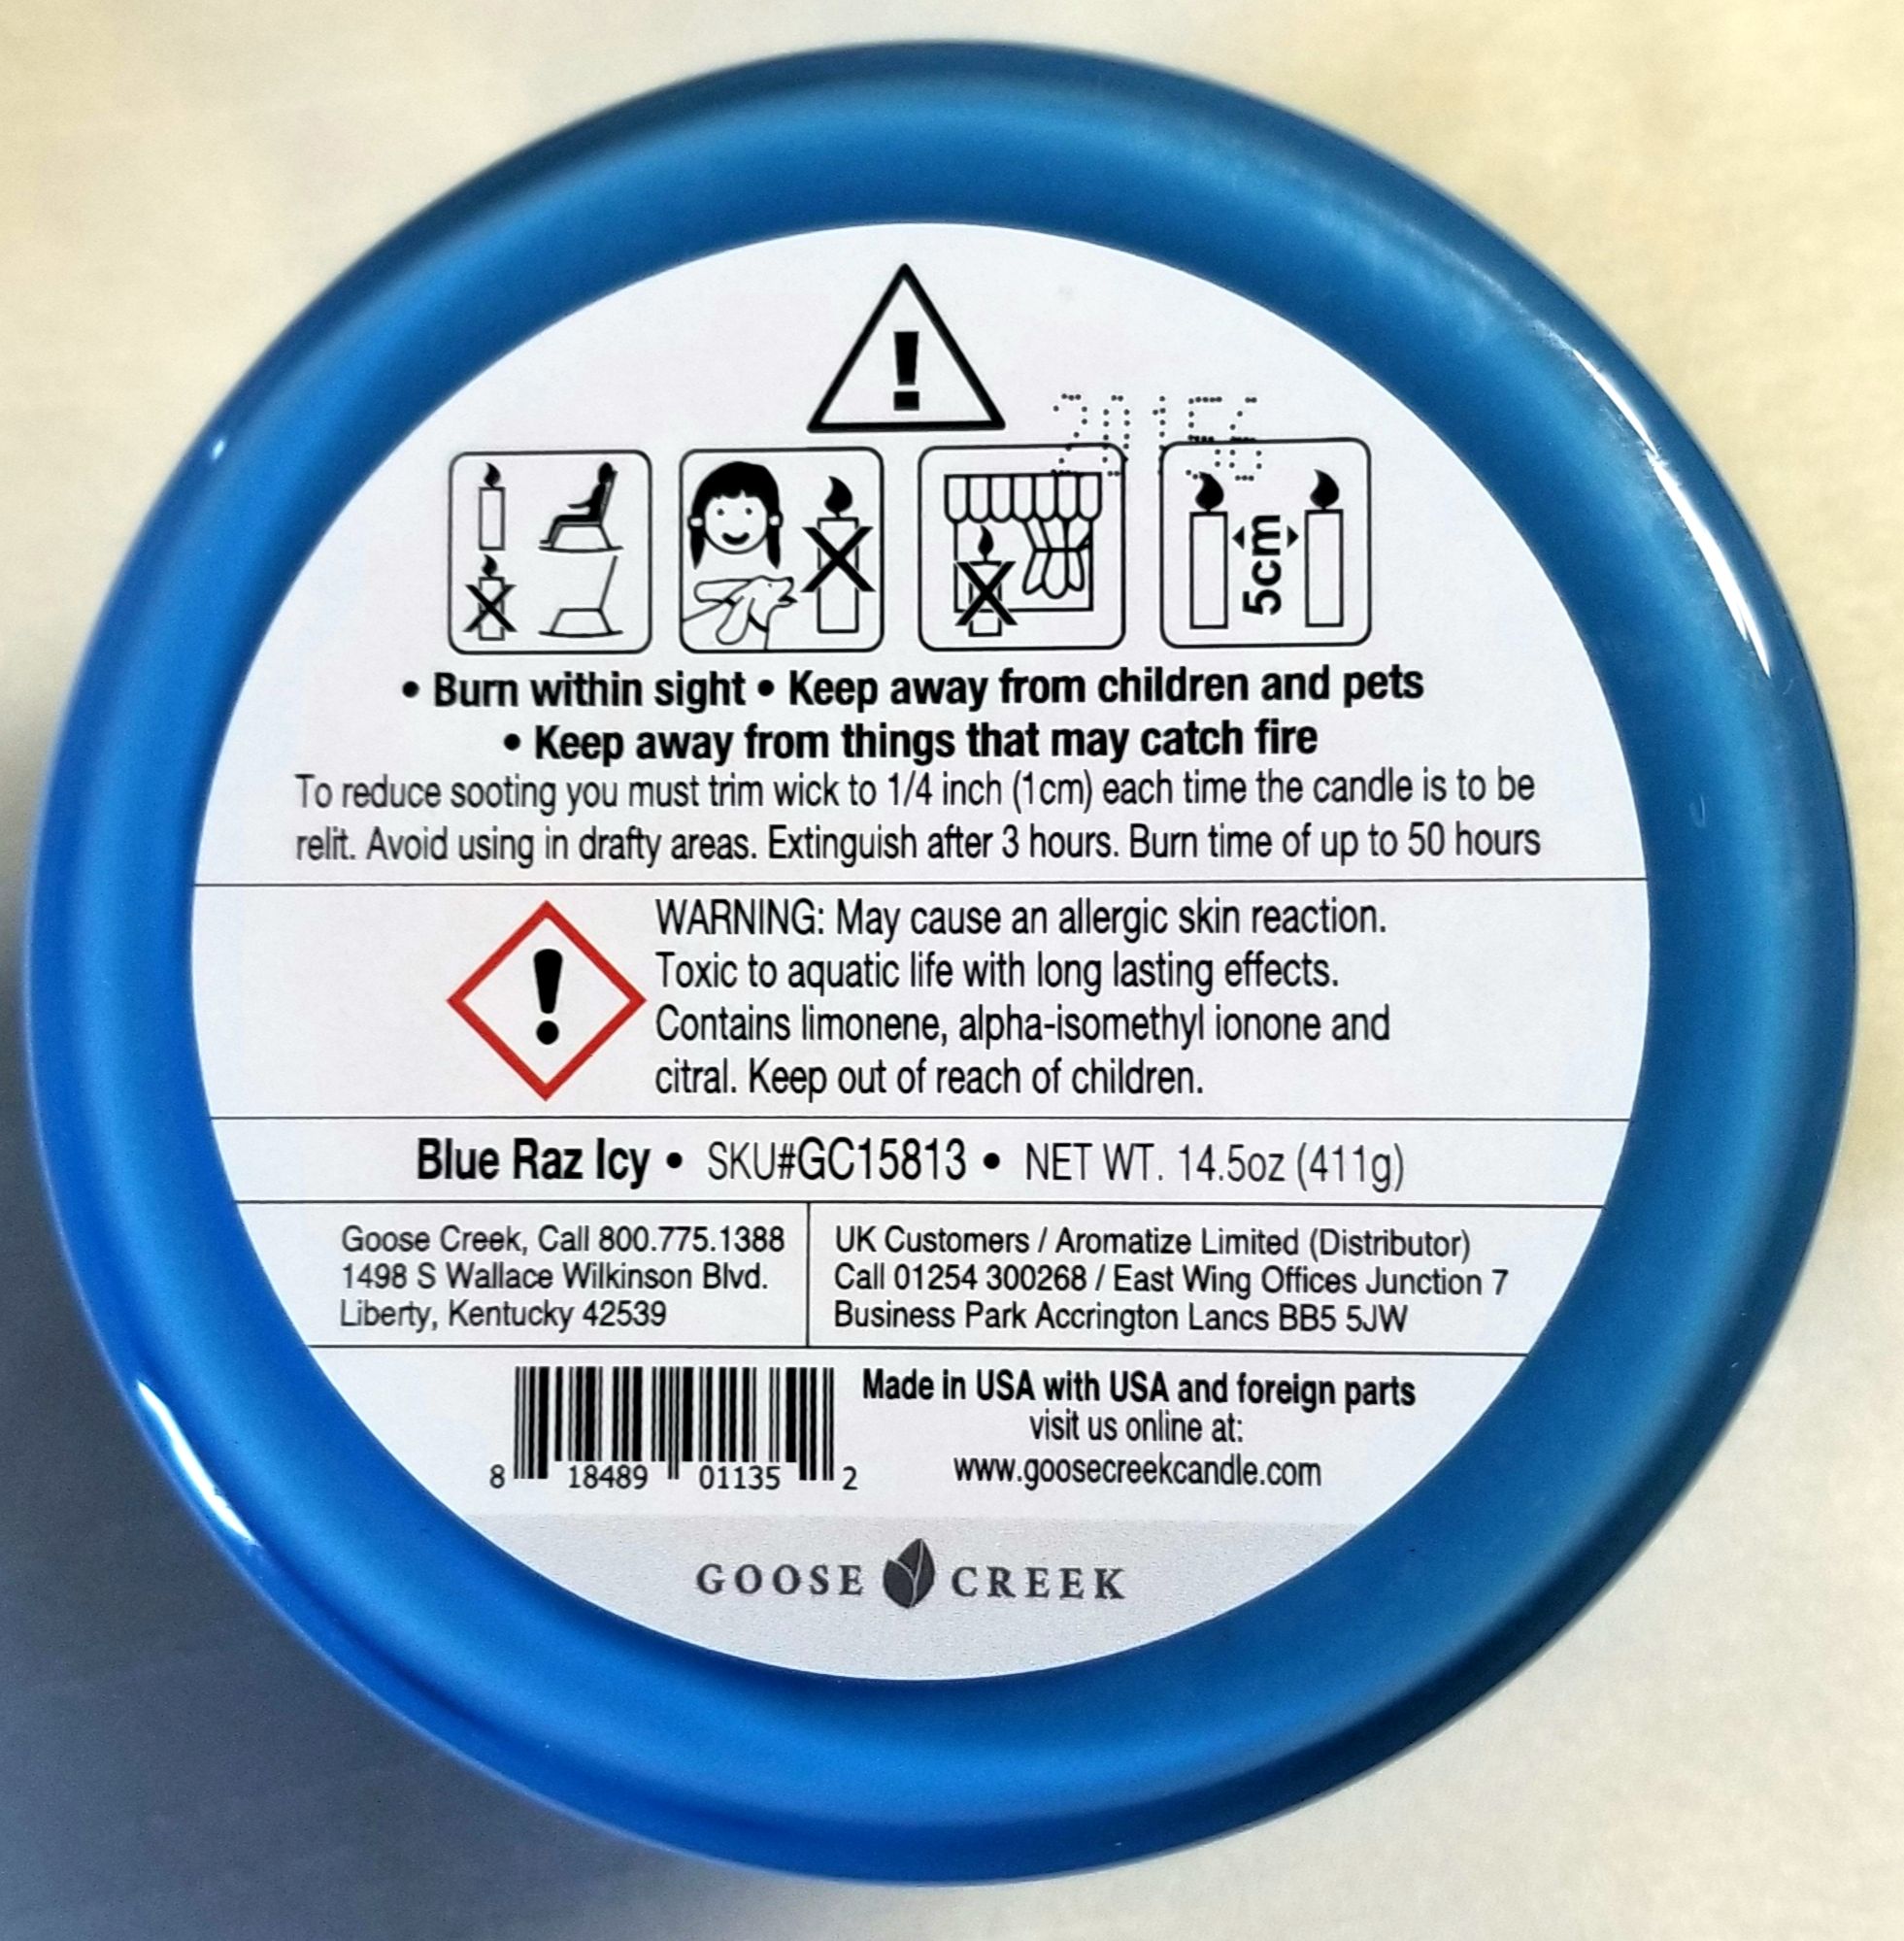 !
5cm
• Burn within sight • Keep away from children and pets
• Keep away from things that may catch fire
To reduce sooting you must trim wick to 1/4 inch (1cm) each time the candle is to be
relit. Avoid using in drafty areas. Extinguish after 3 hours. Burn time of up to 50 hours
!
WARNING: May cause an allergic skin reaction.
Toxic to aquatic life with long lasting effects.
Contains limonene, alpha-isomethyl ionone and
citral. Keep out of reach of children.
Blue Raz Icy • SKU#GC15813 • NET WT. 14.5oz (411g)
Goose Creek, Call 800.775.1388
1498 S Wallace Wilkinson Blvd.
Liberty, Kentucky 42539
UK Customers / Aromatize Limited (Distributor)
Call 01254 300268 / East Wing Offices Junction 7
Business Park Accrington Lancs BB5 5JW
8 18489 01135 2
Made in USA with USA and foreign parts
visit us online at:
www.goosecreekcandle.com
GOOSE CREEK